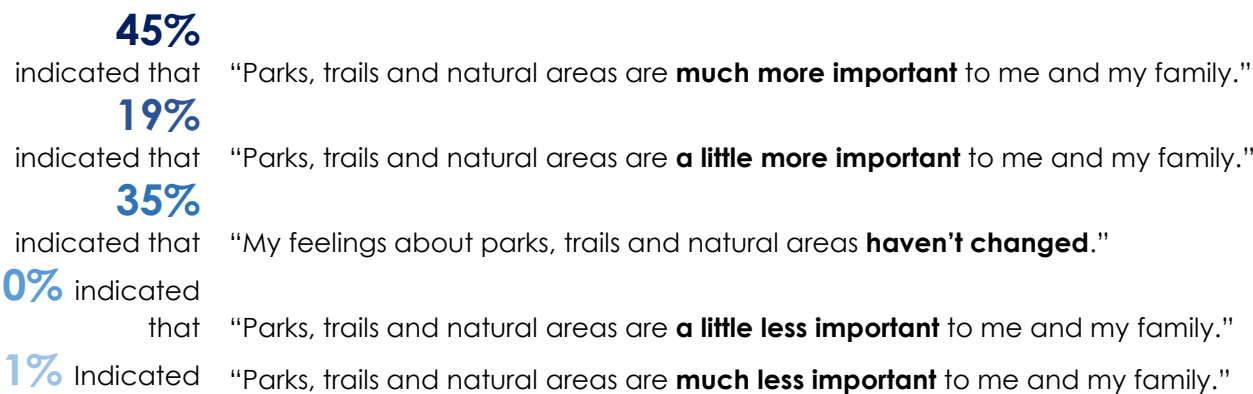 45%
indicated that “Parks, trails and natural areas are much more important to me and my family.”
19%
indicated that “Parks, trails and natural areas are a little more important to me and my family.”
35%
indicated that “My feelings about parks, trails and natural areas haven’t changed.”
0% indicated
that “Parks, trails and natural areas are a little less important to me and my family.”
1% Indicated “Parks, trails and natural areas are much less important to me and my family.”